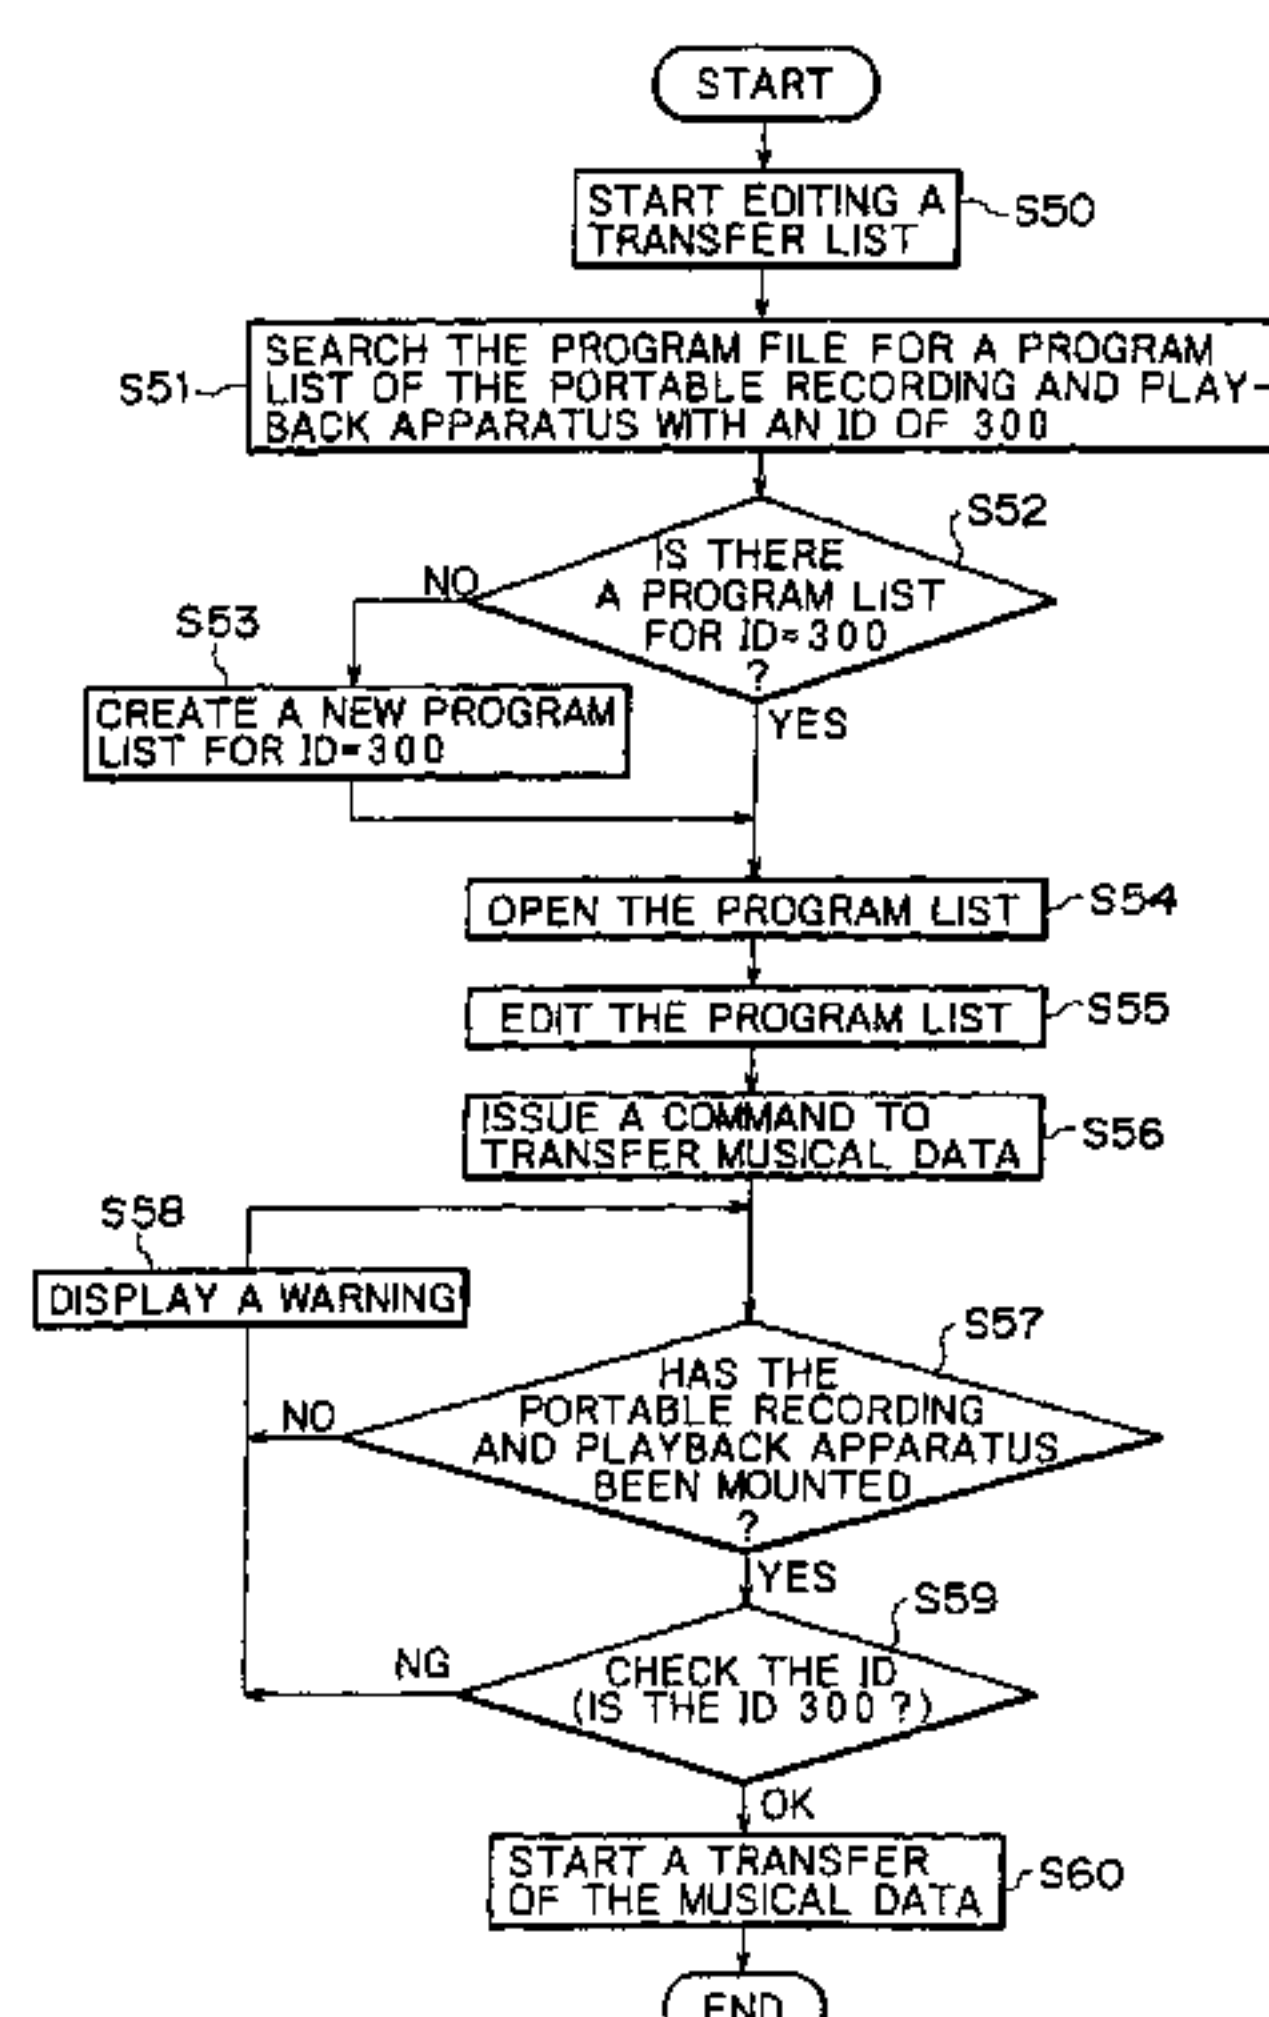 START
START EDITING A
TRANSFER LIST
S50
SEARCH THE PROGRAM FILE FOR A PROGRAM
LIST OF THE PORTABLE RECORDING AND PLAY-
BACK APPARATUS WITH AN ID OF 300
S51
S52
IS THERE
A PROGRAM LIST
FOR ID=300
?
NO
YES
S53
CREATE A NEW PROGRAM
LIST FOR ID=300
OPEN THE PROGRAM LIST
S54
EDIT THE PROGRAM LIST
S55
ISSUE A COMMAND TO
TRANSFER MUSICAL DATA
S56
S58
DISPLAY A WARNING
S57
HAS THE
PORTABLE RECORDING
AND PLAYBACK APPARATUS
BEEN MOUNTED
?
NO
YES
S59
CHECK THE ID
(IS THE ID 300?)
NG
OK
START A TRANSFER
OF THE MUSICAL DATA
S60
END